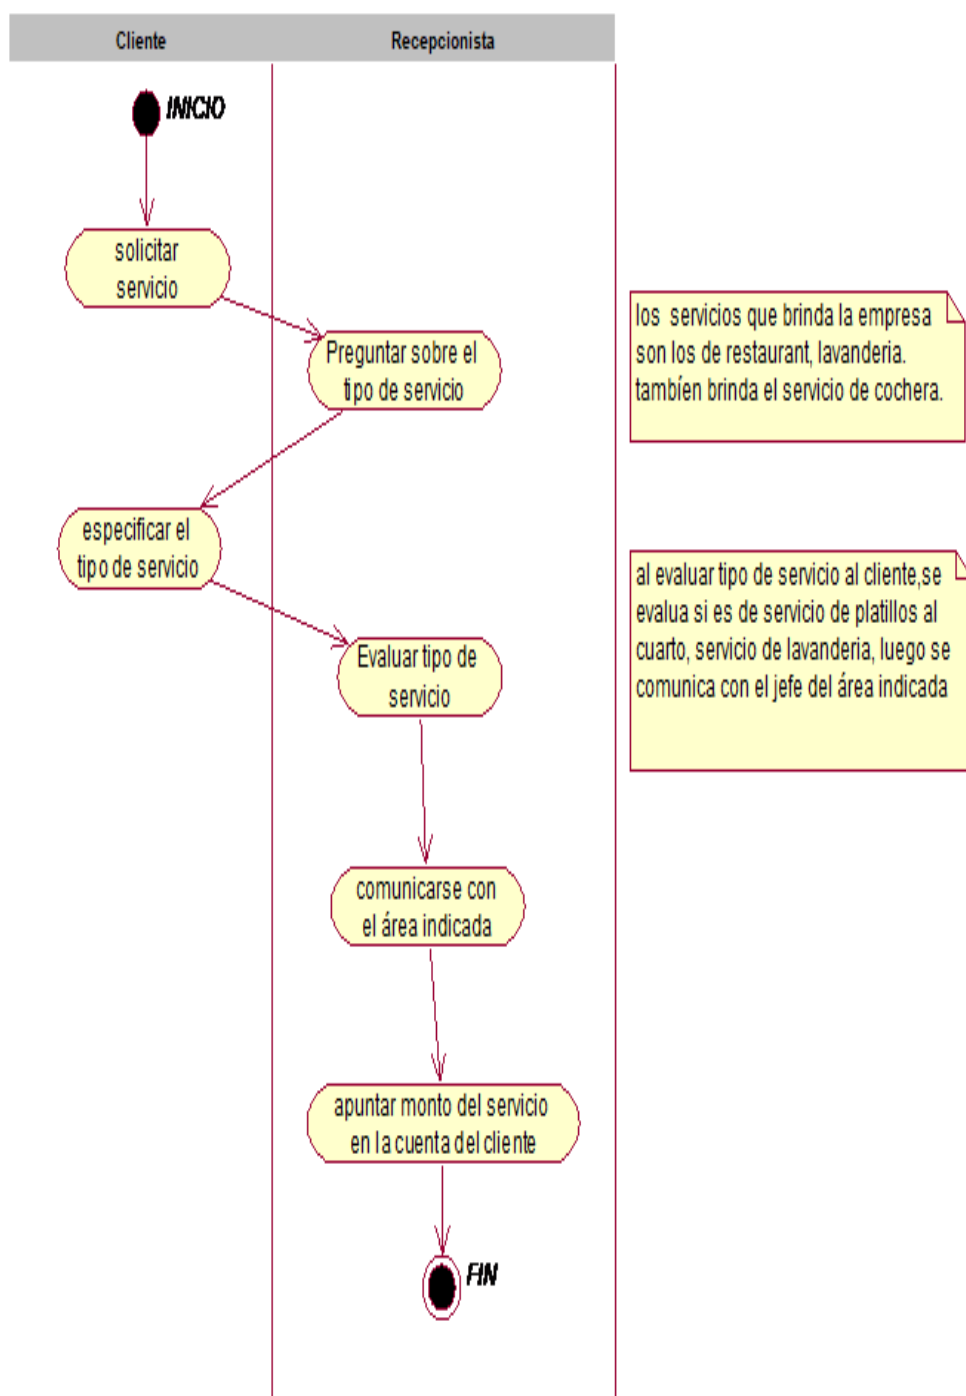 Cliente
Recepcionista
INICIO
solicitar
servicio
Preguntar sobre el
tipo de servicio
los servicios que brinda la empresa
son los de restaurant, lavanderia.
tambíen brinda el servicio de cochera.
especificar el
tipo de servicio
al evaluar tipo de servicio al cliente,se
evalua si es de servicio de platillos al
cuarto, servicio de lavanderia, luego se
comunica con el jefe del área indicada
Evaluar tipo de
servicio
comunicarse con
el área indicada
apuntar monto del servicio
en la cuenta del cliente
FIN